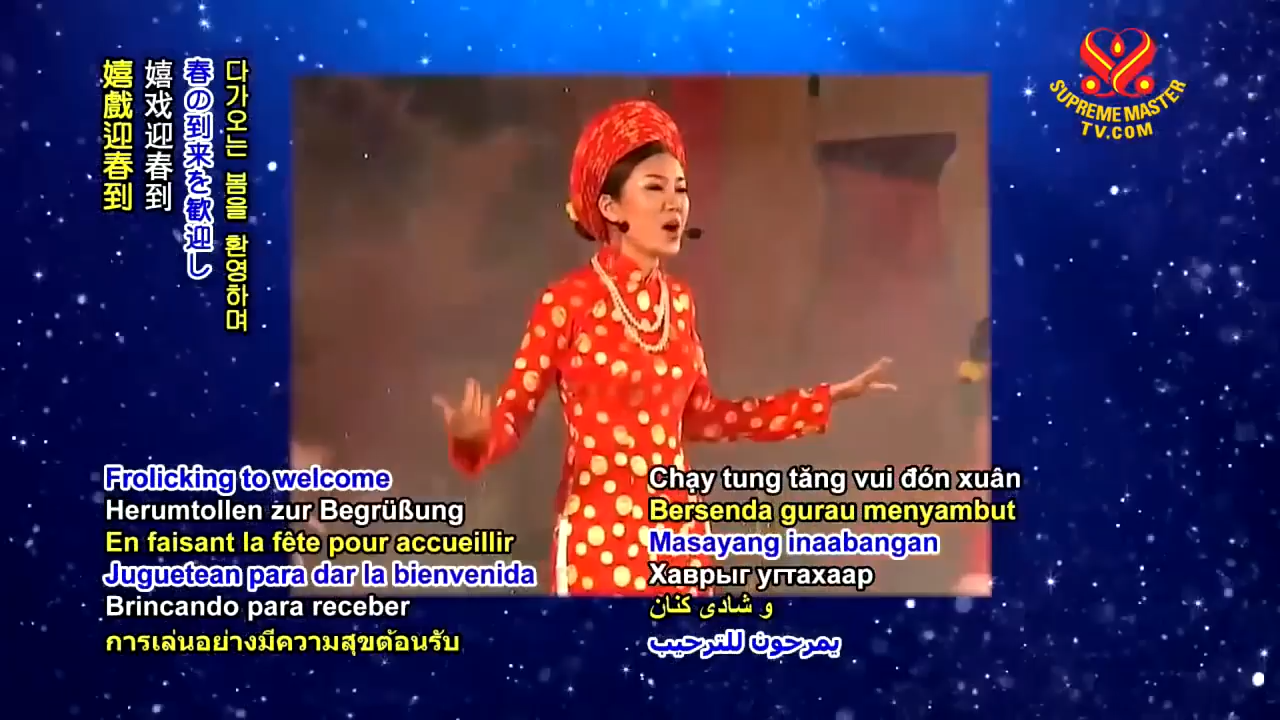 嬉戲迎春到
嬉戏迎春到
春の到来を歓迎し
다가오는 봄을 환영하며
SUPREME MASTER
TV.COM
Frolicking to welcome
Herumtollen zur Begrüßung
En faisant la fête pour accueillir
Juguetean para dar la bienvenida
Brincando para receber
การเล่นอย่างมีความสุขต้อนรับ
Chạy tung tăng vui đón xuân
Bersenda gurau menyambut
Masayang inaabangan
Хаврыг угтахаар
و شادی کنان
يمرحون للترحيب